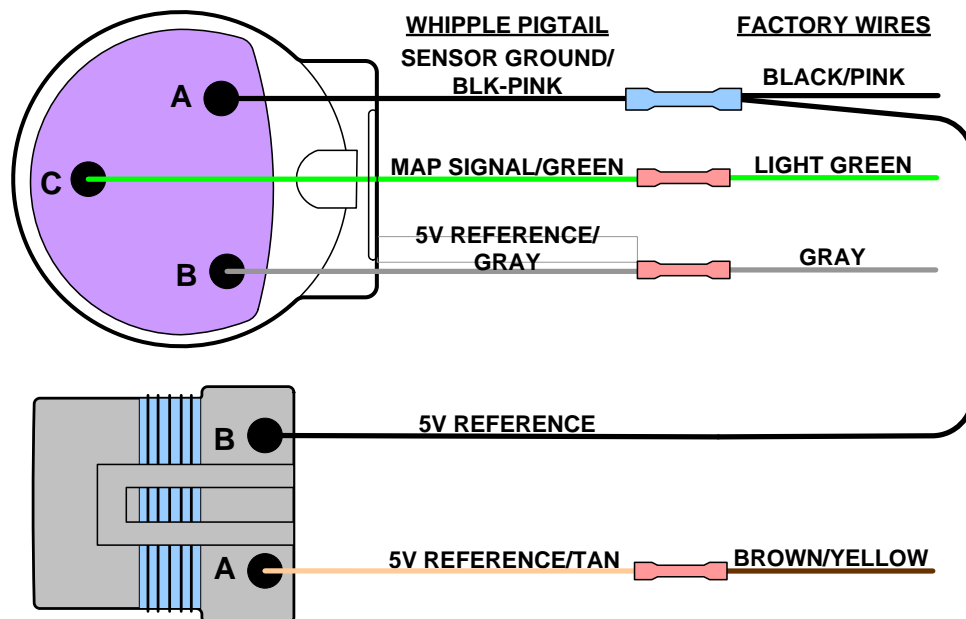 WHIPPLE PIGTAIL
FACTORY WIRES
SENSOR GROUND/
BLK-PINK
BLACK/PINK
A
C
MAP SIGNAL/GREEN
LIGHT GREEN
5V REFERENCE/
GRAY
GRAY
B
B
5V REFERENCE
A
5V REFERENCE/TAN
BROWN/YELLOW